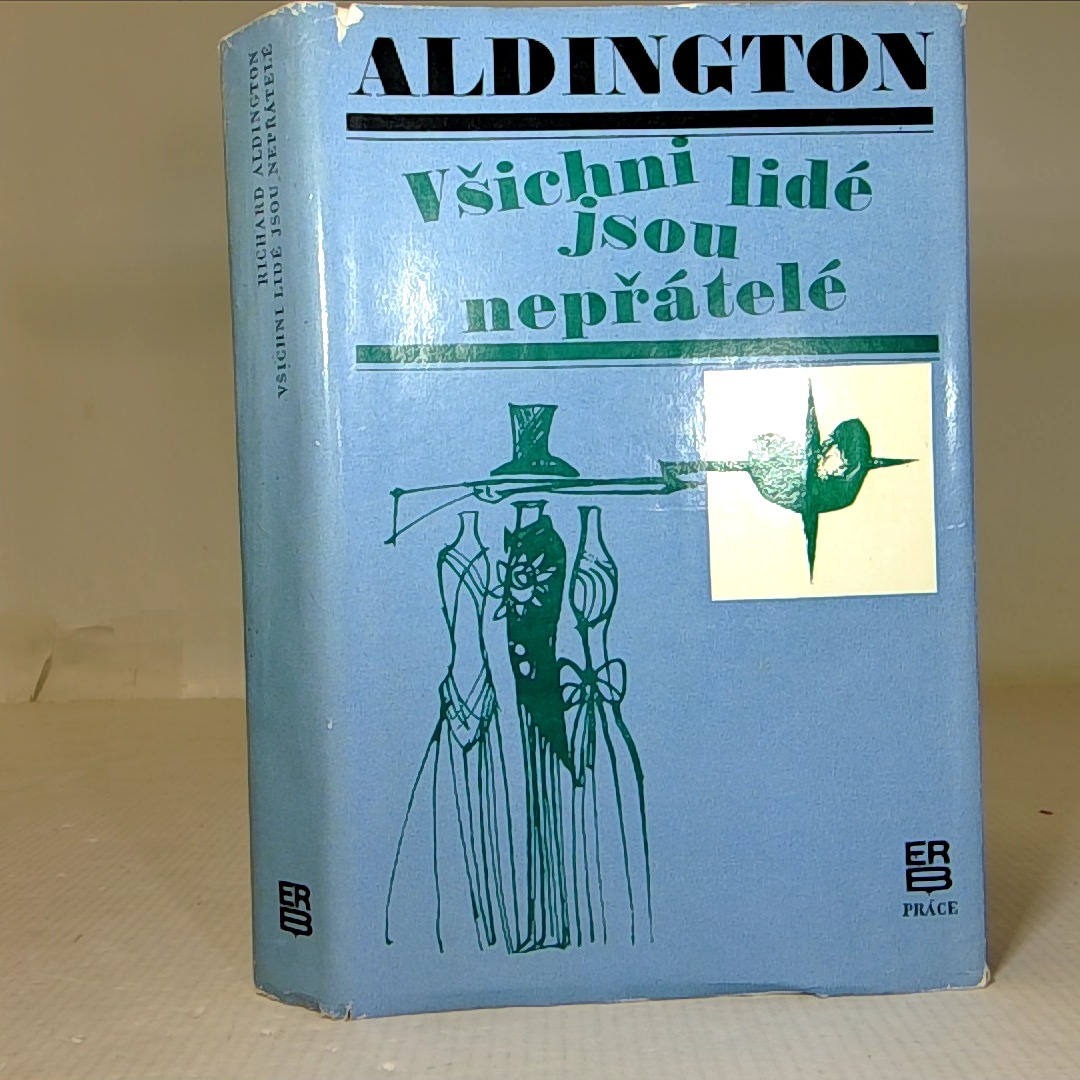 RICHARD ALDINGTON
VŠICHNI LIDÉ JSOU NEPŘÁTELÉ
ERB
ALDINGTON
Všichni lidé
jsou
nepřátelé
ERB
PRÁCE